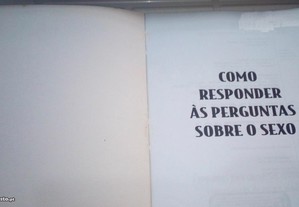 COMO
RESPONDER
ÀS PERGUNTAS
SOBRE O SEXO